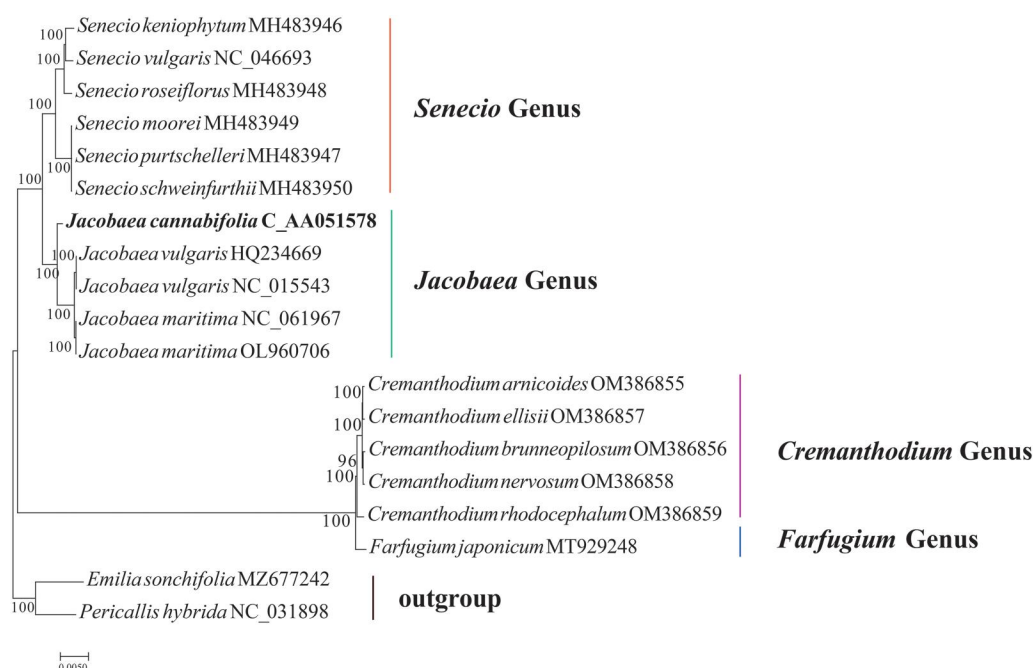 100
Senecio keniophytum MH483946
100
Senecio vulgaris NC_046693
Senecio roseiflorus MH483948
100
Senecio moorei MH483949
Senecio Genus
Senecio purtschelleri MH483947
100
100
Senecio schweinfurthii MH483950
Jacobaea cannabifolia C_AA051578
100
Jacobaea vulgaris HQ234669
100
Jacobaea vulgaris NC_015543
Jacobaea Genus
Jacobaea maritima NC_061967
100
Jacobaea maritima OL960706
100
Cremanthodium arnicoides OM386855
100
Cremanthodium ellisii OM386857
Cremanthodium brunneopilosum OM386856
Cremanthodium Genus
96
100
Cremanthodium nervosum OM386858
Cremanthodium rhodocephalum OM386859
100
Farfugium japonicum MT929248
Farfugium Genus
Emilia sonchifolia MZ677242
100
Pericallis hybrida NC_031898
outgroup
0.0050